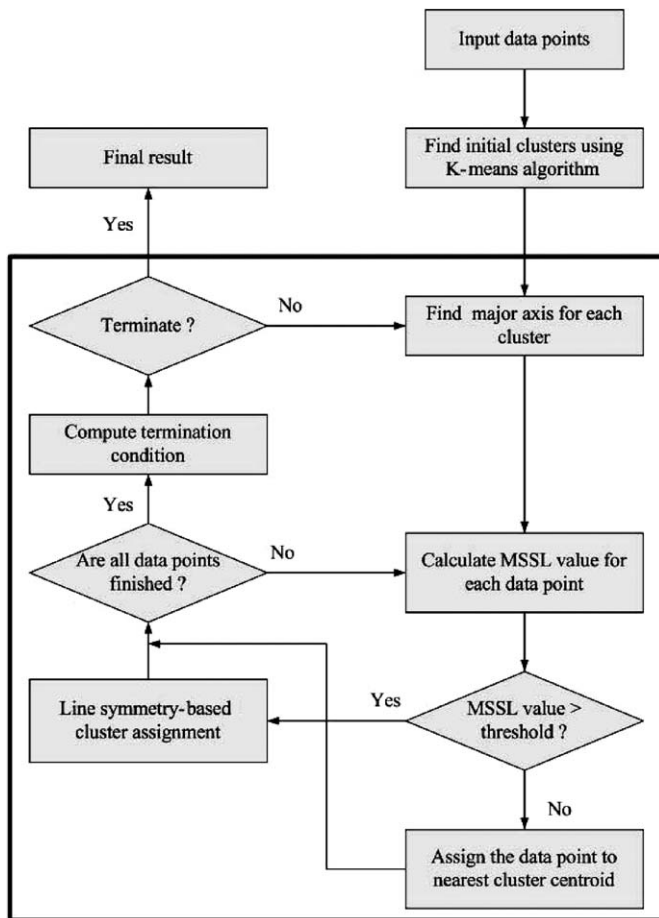 Input data points
Find initial clusters using
K-means algorithm
Final result
Yes
Terminate ?
No
Find major axis for each
cluster
Compute termination
condition
Yes
Are all data points
finished ?
No
Calculate MSSL value for
each data point
Line symmetry-based
cluster assignment
Yes
MSSL value >
threshold ?
No
Assign the data point to
nearest cluster centroid